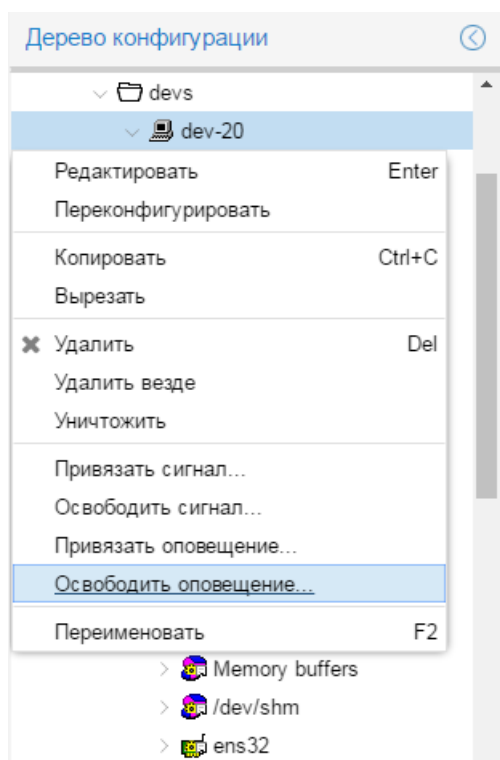 Дерево конфигурации
devs
dev-20
Редактировать Enter
Переконфигурировать
Копировать Ctrl+C
Вырезать
Удалить Del
Удалить везде
Уничтожить
Привязать сигнал...
Освободить сигнал...
Привязать оповещение...
Освободить оповещение...
Переименовать F2
Memory buffers
/dev/shm
ens32